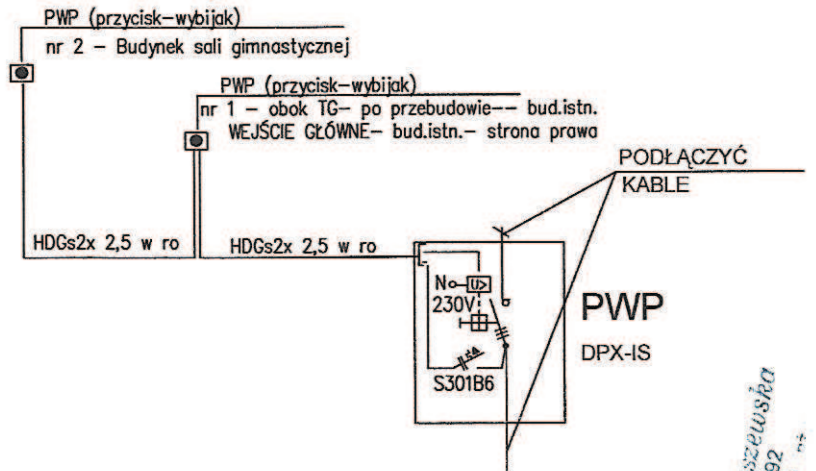 PWP (przycisk-wybijak)
nr 2 - Budynek sali gimnastycznej
PWP (przycisk-wybijak)
nr 1 - obok TG- po przebudowie-- bud.istn.
WEJŚCIE GŁÓWNE- bud.istn.- strona prawa
PODŁĄCZYĆ
KABLE
HDGs2x 2,5 w ro
HDGs2x 2,5 w ro
N
U>
230V
PWP
DPX-IS
S301B6
szewska
92